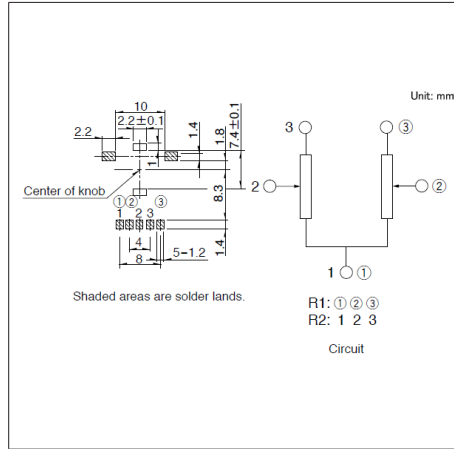 Unit: mm
10
2.2±0.1
2.2
1.4
1.8
7.4±0.1
1
Center of knob
8.3
① ② ③
1 2 3
4
8
5–1.2
1.4
Shaded areas are solder lands.
3
③
2
②
1 ①
R1: ① ② ③
R2: 1 2 3
Circuit